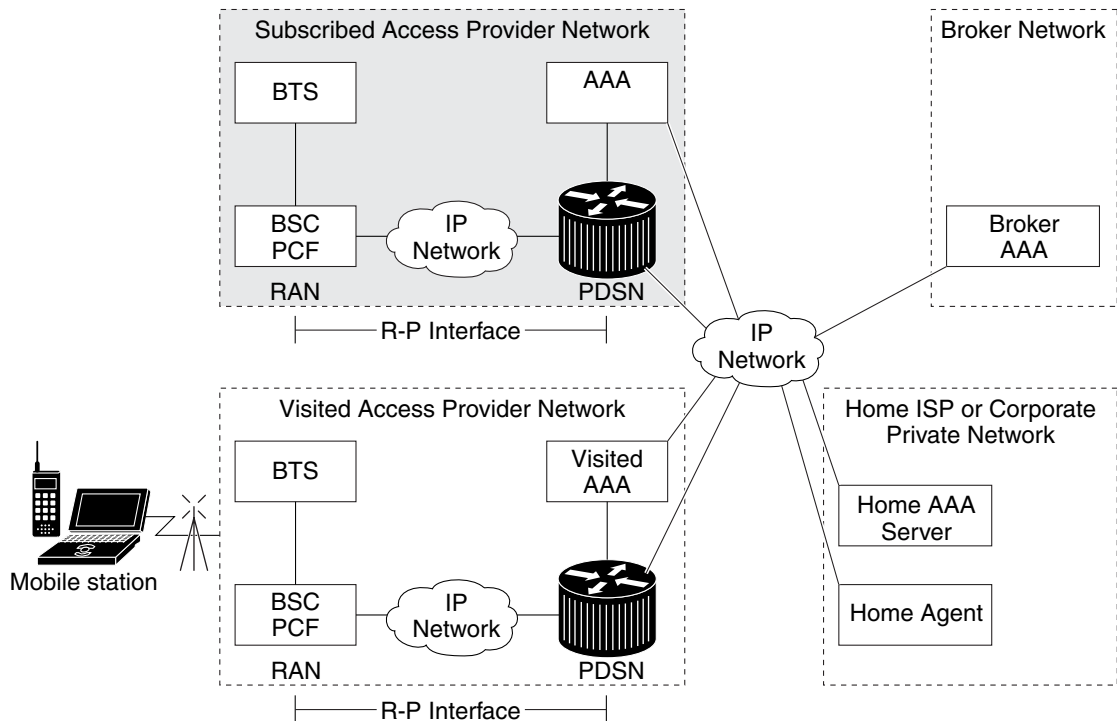 Subscribed Access Provider Network
BTS
AAA
BSC
PCF
IP
Network
RAN
PDSN
R-P Interface
Broker Network
Broker
AAA
IP
Network
Visited Access Provider Network
BTS
Visited
AAA
BSC
PCF
IP
Network
RAN
PDSN
R-P Interface
Mobile station
Home ISP or Corporate
Private Network
Home AAA
Server
Home Agent